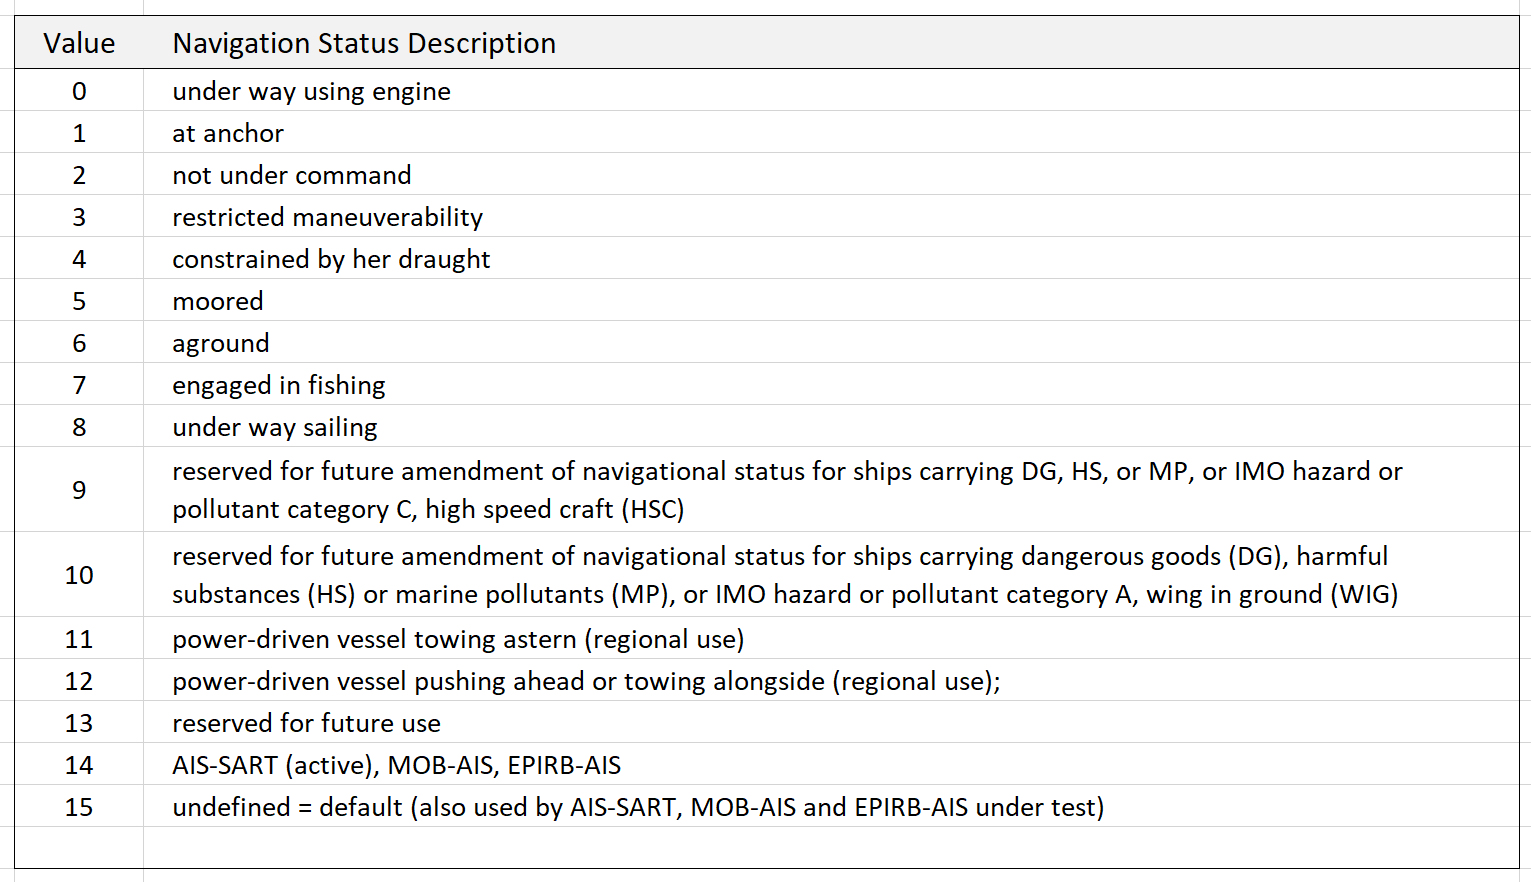 Value Navigation Status Description
0 under way using engine
1 at anchor
2 not under command
3 restricted maneuverability
4 constrained by her draught
5 moored
6 aground
7 engaged in fishing
8 under way sailing
9 reserved for future amendment of navigational status for ships carrying DG, HS, or MP, or IMO hazard or
pollutant category C, high speed craft (HSC)
10 reserved for future amendment of navigational status for ships carrying dangerous goods (DG), harmful
substances (HS) or marine pollutants (MP), or IMO hazard or pollutant category A, wing in ground (WIG)
11 power-driven vessel towing astern (regional use)
12 power-driven vessel pushing ahead or towing alongside (regional use);
13 reserved for future use
14 AIS-SART (active), MOB-AIS, EPIRB-AIS
15 undefined = default (also used by AIS-SART, MOB-AIS and EPIRB-AIS under test)